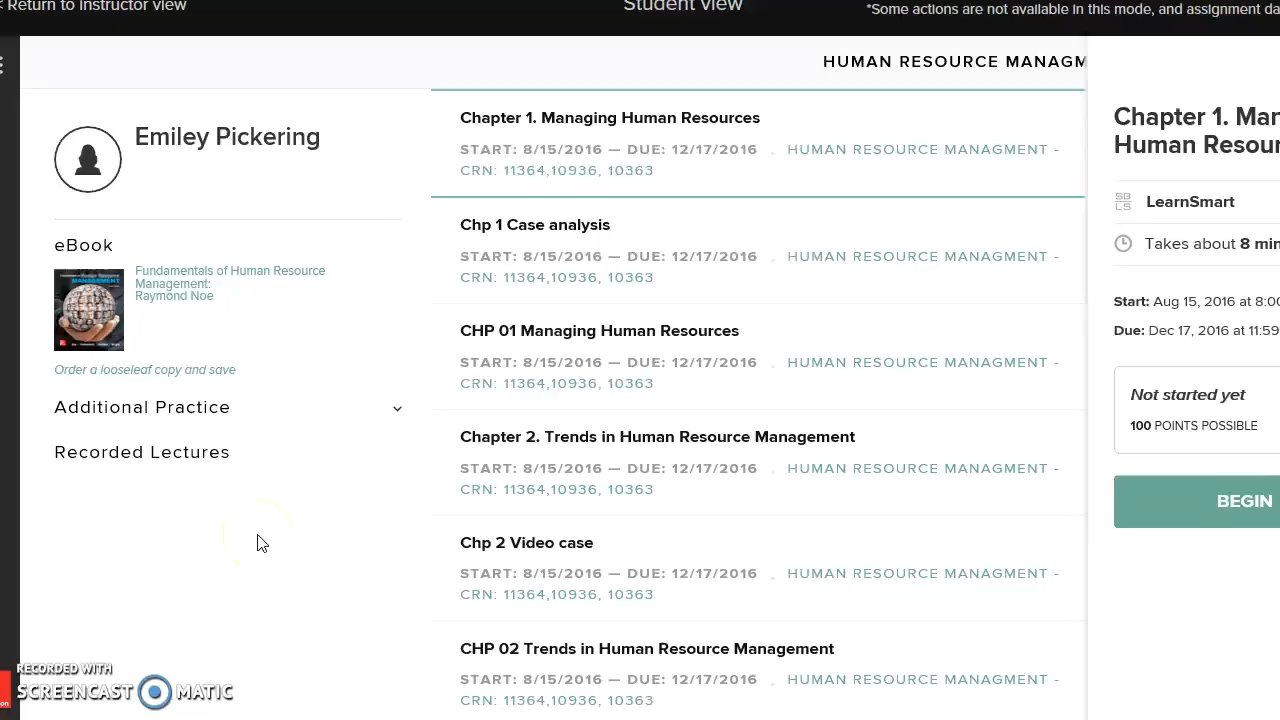 < Return to instructor view
Student view
*Some actions are not available in this mode, and assignment da
HUMAN RESOURCE MANAGM
Emiley Pickering
eBook
Fundamentals of Human Resource
Management:
Raymond Noe
Order a looseleaf copy and save
Additional Practice
Recorded Lectures
Chapter 1. Managing Human Resources
START: 8/15/2016 — DUE: 12/17/2016 . HUMAN RESOURCE MANAGMENT -
CRN: 11364,10936, 10363
Chp 1 Case analysis
START: 8/15/2016 — DUE: 12/17/2016 . HUMAN RESOURCE MANAGMENT -
CRN: 11364,10936, 10363
CHP 01 Managing Human Resources
START: 8/15/2016 — DUE: 12/17/2016 . HUMAN RESOURCE MANAGMENT -
CRN: 11364,10936, 10363
Chapter 2. Trends in Human Resource Management
START: 8/15/2016 — DUE: 12/17/2016 . HUMAN RESOURCE MANAGMENT -
CRN: 11364,10936, 10363
Chp 2 Video case
START: 8/15/2016 — DUE: 12/17/2016 . HUMAN RESOURCE MANAGMENT -
CRN: 11364,10936, 10363
CHP 02 Trends in Human Resource Management
START: 8/15/2016 — DUE: 12/17/2016 . HUMAN RESOURCE MANAGMENT -
CRN: 11364,10936, 10363
Chapter 1. Man
Human Resour
LearnSmart
Takes about 8 min
Start: Aug 15, 2016 at 8:00
Due: Dec 17, 2016 at 11:59
Not started yet
100 POINTS POSSIBLE
BEGIN
RECORDED WITH
SCREENCAST MATIC